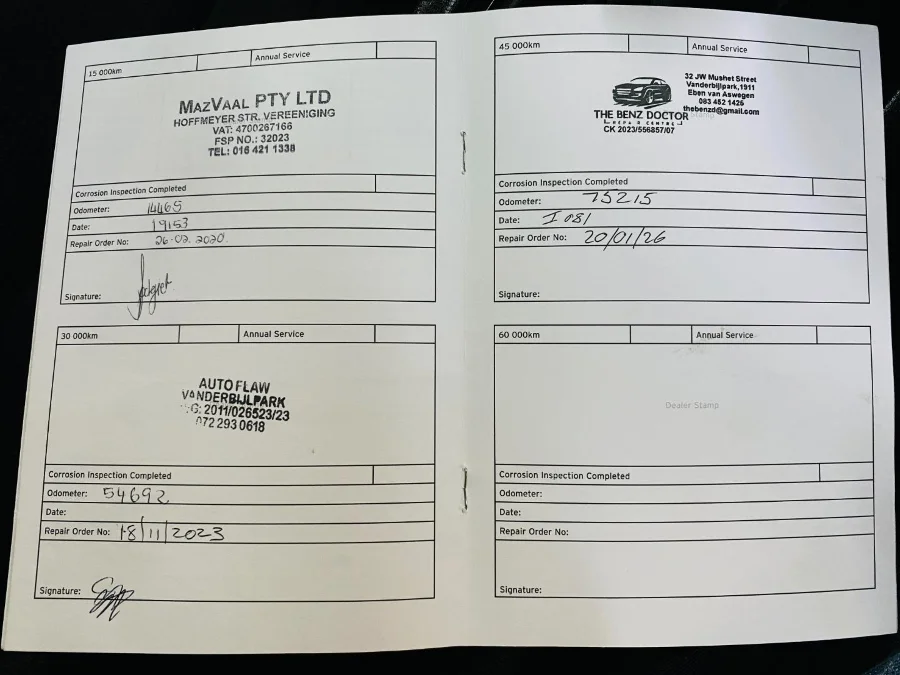 15 000km Annual Service
MAZVAAL PTY LTD
HOFFMEYER STR, VEREENIGING
VAT: 4700267166
FSP NO.: 32023
TEL: 016 421 1338
Corrosion Inspection Completed
Odometer: 14465
Date: 19153
Repair Order No: 26-02.2020.
Signature:
30 000km Annual Service
AUTO FLAW
VANDERBIJLPARK
G: 2011/026523/23
072 293 0618
Corrosion Inspection Completed
Odometer: 54692
Date:
Repair Order No: 18/11/2023
Signature:
45 000km Annual Service
32 JW Mushet Street
Vanderbijlpark,1911
Eben van Aswegen
083 452 1426
thebenzd@gmail.com
THE BENZ DOCTOR
REPAIR CENTRE
CK 2023/556857/07
Stamp
Corrosion Inspection Completed
Odometer: 75215
Date: I 081
Repair Order No: 20/01/26
Signature:
60 000km Annual Service
Dealer Stamp
Corrosion Inspection Completed
Odometer:
Date:
Repair Order No:
Signature: